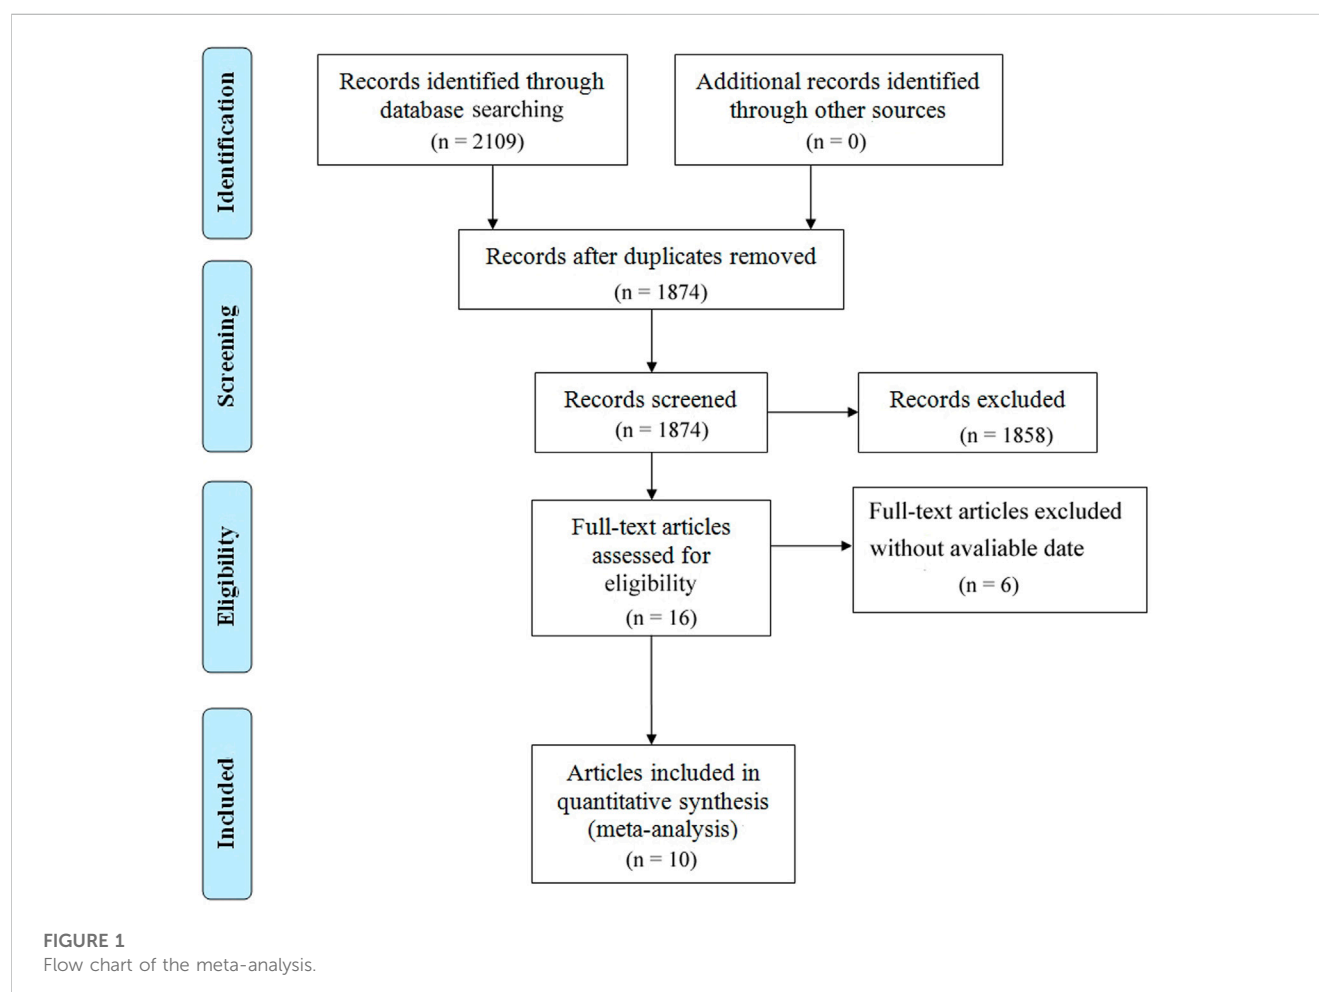 Identification
Records identified through
database searching
(n = 2109)
Additional records identified
through other sources
(n = 0)
Records after duplicates removed
(n = 1874)
Screening
Records screened
(n = 1874)
Records excluded
(n = 1858)
Eligibility
Full-text articles
assessed for
eligibility
(n = 16)
Full-text articles excluded
without avaliable date
(n = 6)
Included
Articles included in
quantitative synthesis
(meta-analysis)
(n = 10)
FIGURE 1
Flow chart of the meta-analysis.